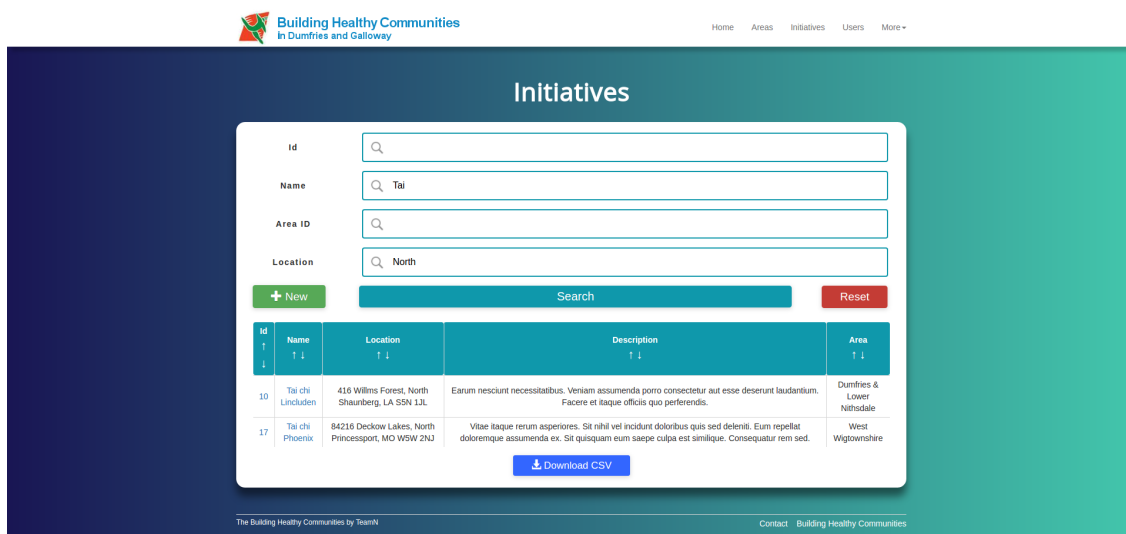 Building Healthy Communities
in Dumfries and Galloway
Home Areas Initiatives Users More
Initiatives
Id
Name Tai
Area ID
Location North
New Search Reset
Id
↑
↓
Name
↑ ↓
Location
↑ ↓
Description
↑ ↓
Area
↑ ↓
10
Tai chi
Lincluden
416 Willms Forest, North
Shaunberg, LA S5N 1JL
Earum nesciunt necessitatibus. Veniam assumenda porro consectetur aut esse deserunt laudantium.
Facere et itaque officiis quo perferendis.
Dumfries &
Lower
Nithsdale
17
Tai chi
Phoenix
84216 Deckow Lakes, North
Princessport, MO W5W 2NJ
Vitae itaque rerum asperiores. Sit nihil vel incidunt doloribus quis sed deleniti. Eum repellat
doloremque assumenda ex. Sit quisquam eum saepe culpa est similique. Consequatur rem sed.
West
Wigtownshire
Download CSV
The Building Healthy Communities by TeamN
Contact Building Healthy Communities